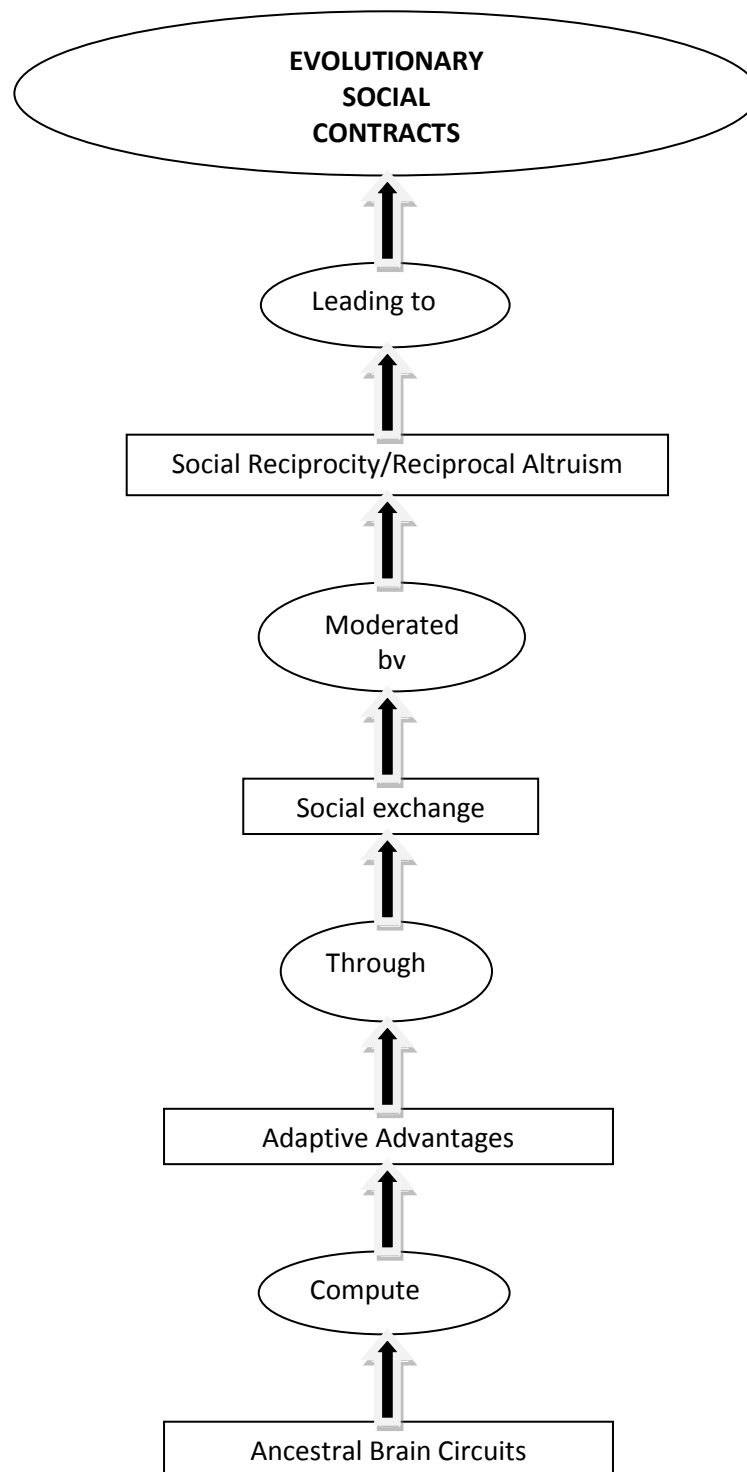 EVOLUTIONARY
SOCIAL
CONTRACTS
Leading to
Social Reciprocity/Reciprocal Altruism
Moderated
by
Social exchange
Through
Adaptive Advantages
Compute
Ancestral Brain Circuits